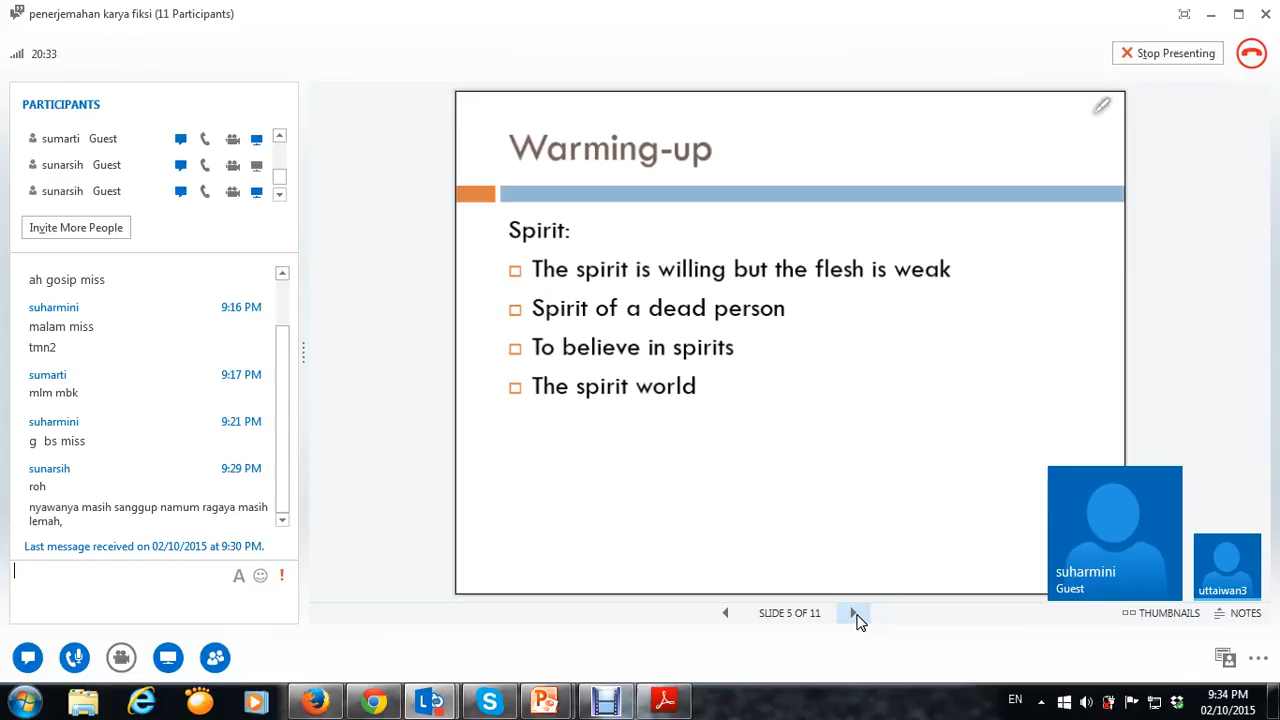 penerjemahan karya fiksi (11 Participants)
20:33
Stop Presenting
PARTICIPANTS
sumarti Guest
sunarsih Guest
sunarsih Guest
Invite More People
ah gosip miss
suharmini 9:16 PM
malam miss
tmn2
sumarti 9:17 PM
mlm mbk
suharmini 9:21 PM
g bs miss
sunarsih 9:29 PM
roh
nyawanya masih sanggup namum ragaya masih
lemah,
Last message received on 02/10/2015 at 9:30 PM.
A
Warming-up
Spirit:
The spirit is willing but the flesh is weak
Spirit of a dead person
To believe in spirits
The spirit world
suharmini
Guest
uttaiwan3
SLIDE 5 OF 11
THUMBNAILS
NOTES
EN
9:34 PM
02/10/2015